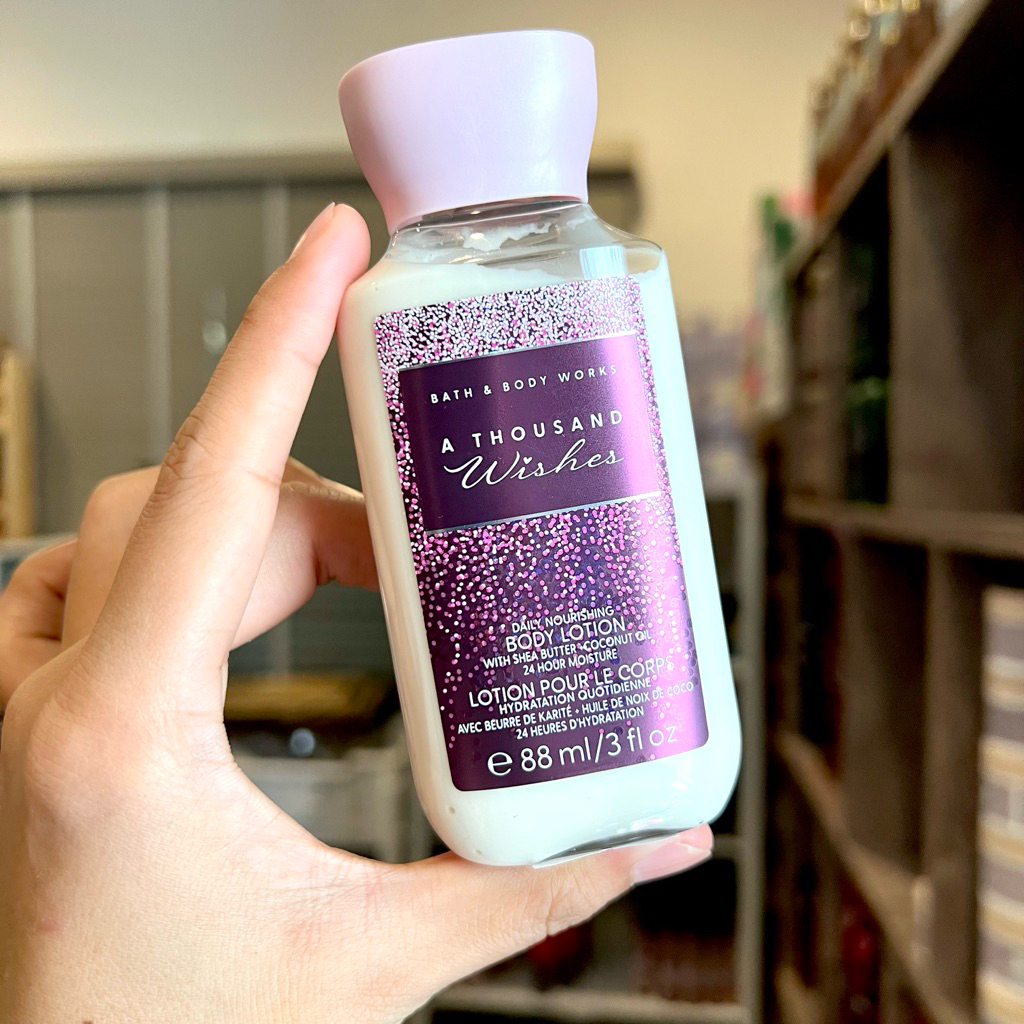 BATH & BODY WORKS
A THOUSAND
Wishes
DAILY NOURISHING
BODY LOTION
WITH SHEA BUTTER + COCONUT OIL
24 HOUR MOISTURE
LOTION POUR LE CORPS
HYDRATATION QUOTIDIENNE
AVEC BEURRE DE KARITÉ + HUILE DE NOIX DE COCO
24 HEURES D'HYDRATATION
℮ 88 ml/3 fl oz